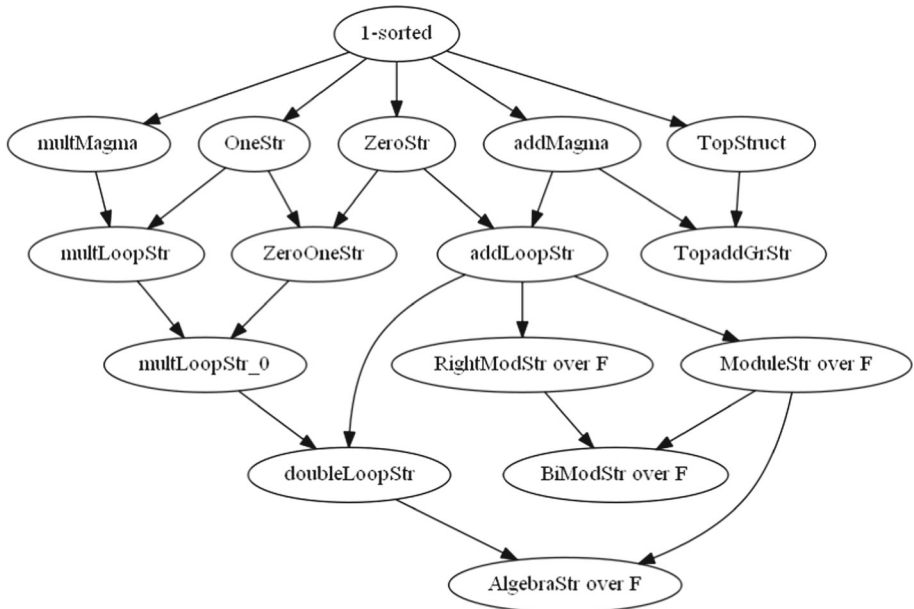 1-sorted
multMagma
OneStr
ZeroStr
addMagma
TopStruct
multLoopStr
ZeroOneStr
addLoopStr
TopaddGrStr
multLoopStr_0
RightModStr over F
ModuleStr over F
doubleLoopStr
BiModStr over F
AlgebraStr over F